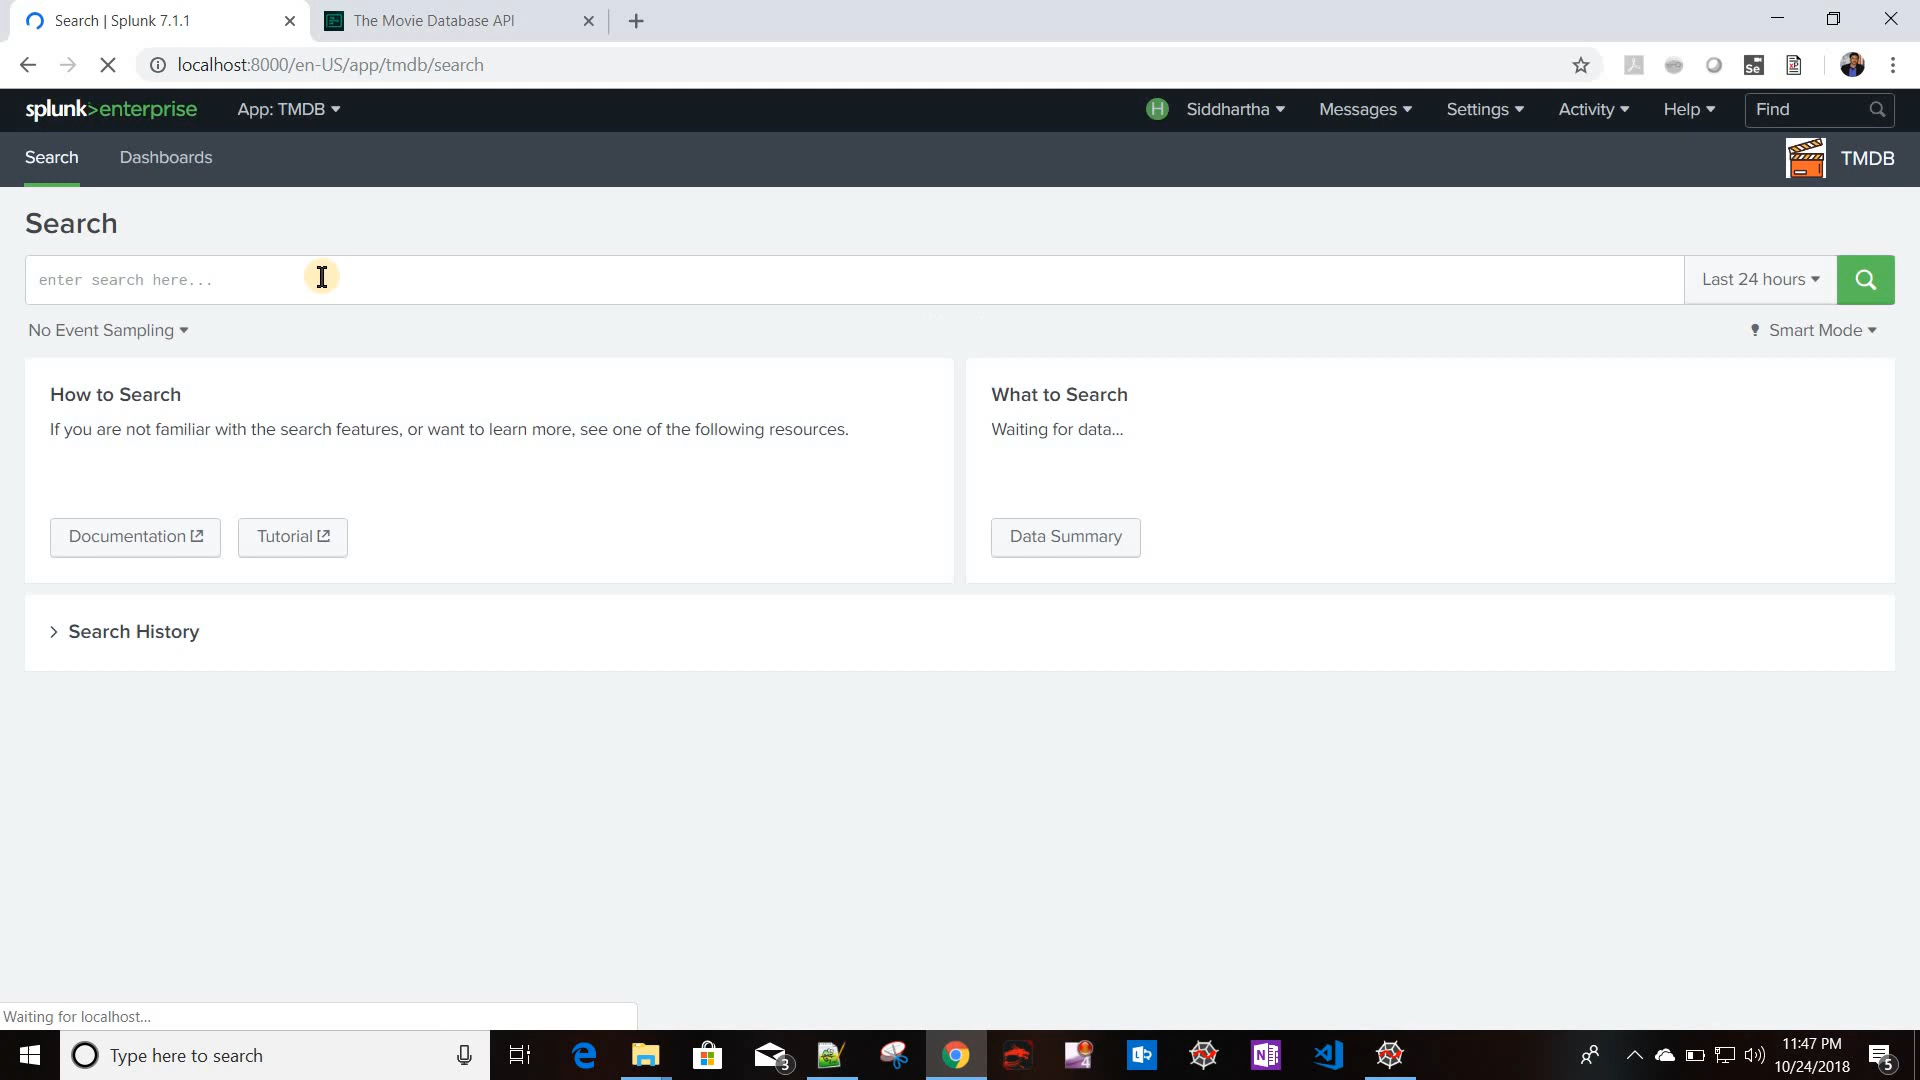 Search | Splunk 7.1.1
The Movie Database API
localhost:8000/en-US/app/tmdb/search
Se
splunk>enterprise
App: TMDB
H
Siddhartha
Messages
Settings
Activity
Help
Find
Search
Dashboards
TMDB
Search
enter search here...
Last 24 hours
No Event Sampling
Smart Mode
How to Search
If you are not familiar with the search features, or want to learn more, see one of the following resources.
Documentation
Tutorial
What to Search
Waiting for data...
Data Summary
Search History
Waiting for localhost...
Type here to search
3
4
11:47 PM
10/24/2018
5